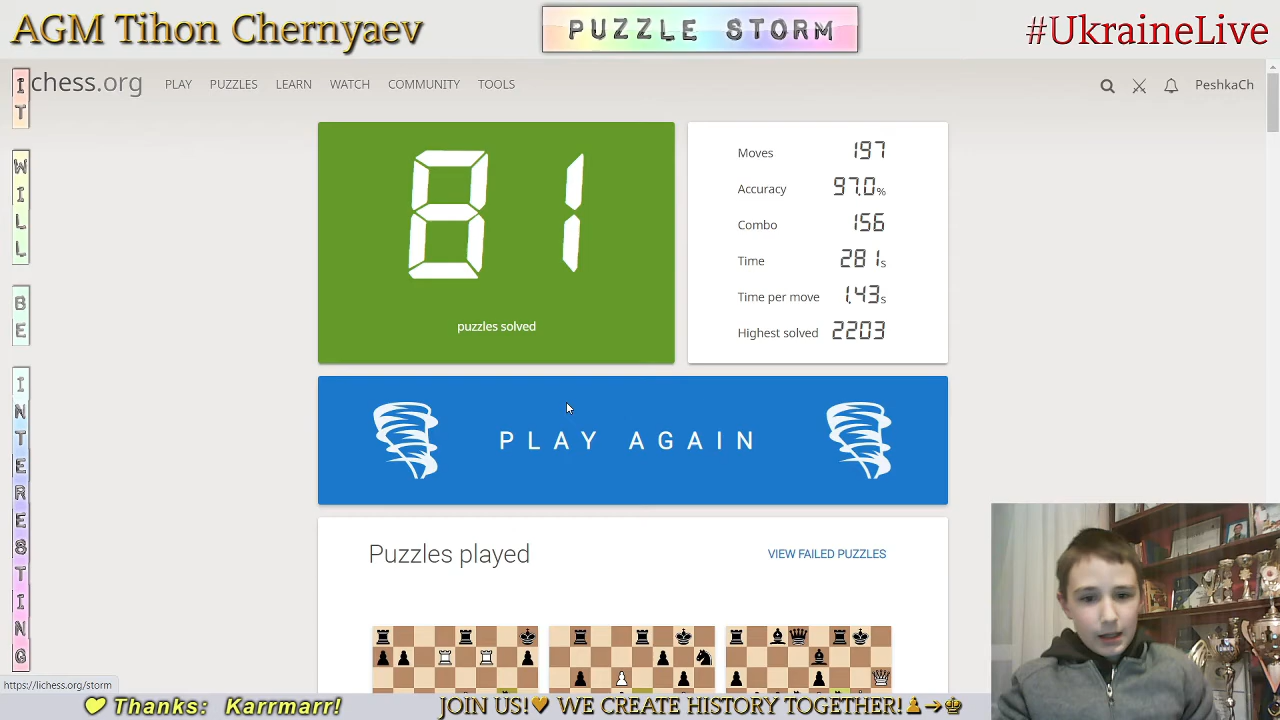 AGM Tihon Chernyaev
PUZZLE STORM
#UkraineLive
IT WILL BE INTERESTING
lichess.org
PLAY
PUZZLES
LEARN
WATCH
COMMUNITY
TOOLS
PeshkaCh
81
puzzles solved
Moves 197
Accuracy 97.0%
Combo 156
Time 281s
Time per move 1.43s
Highest solved 2203
PLAY AGAIN
Puzzles played
VIEW FAILED PUZZLES
https://lichess.org/storm
Thanks: Karrmarr!
JOIN US! WE CREATE HISTORY TOGETHER!